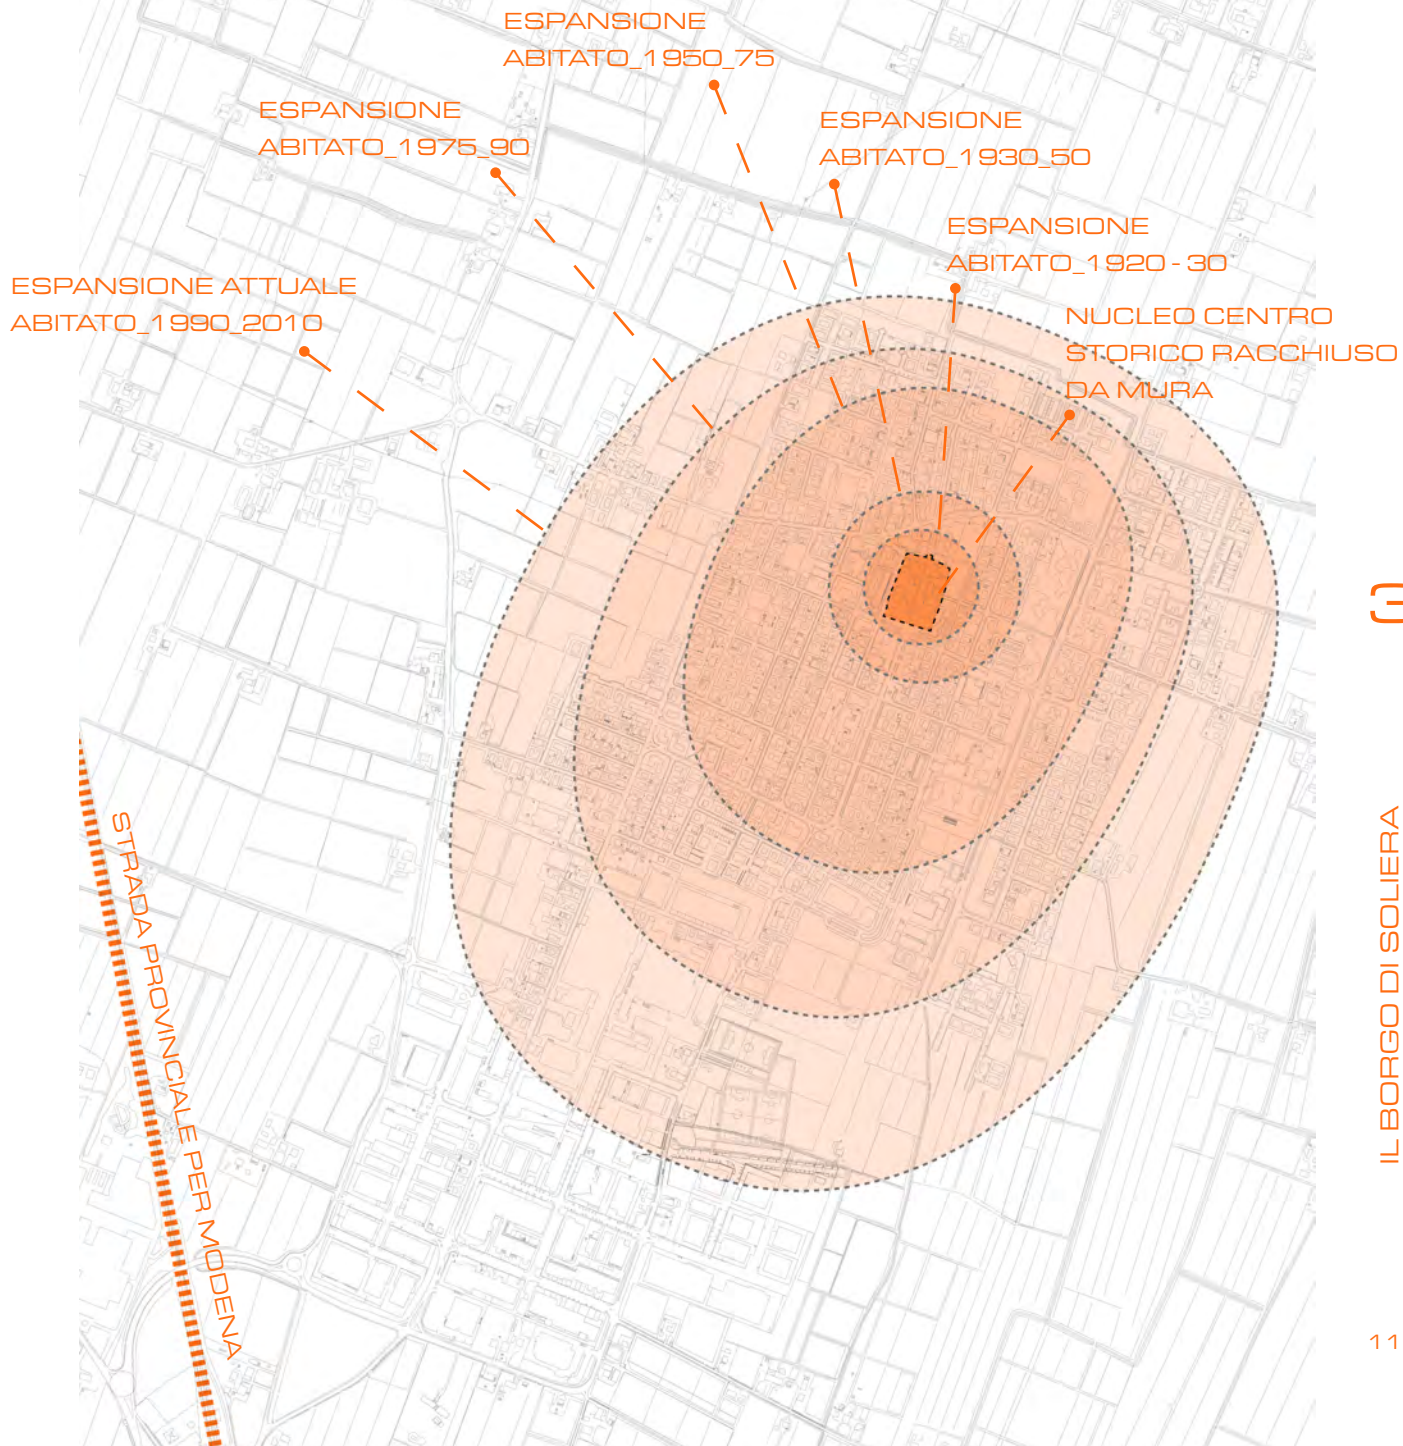 ESPANSIONE
ABITATO_1950_75
ESPANSIONE
ABITATO_1975_90
ESPANSIONE
ABITATO_1930_50
ESPANSIONE
ABITATO_1920-30
ESPANSIONE ATTUALE
ABITATO_1990_2010
NUCLEO CENTRO
STORICO RACCHIUSO
DA MURA
STRADA PROVINCIALE PER MODENA
3
IL BORGO DI SOLIERA
11